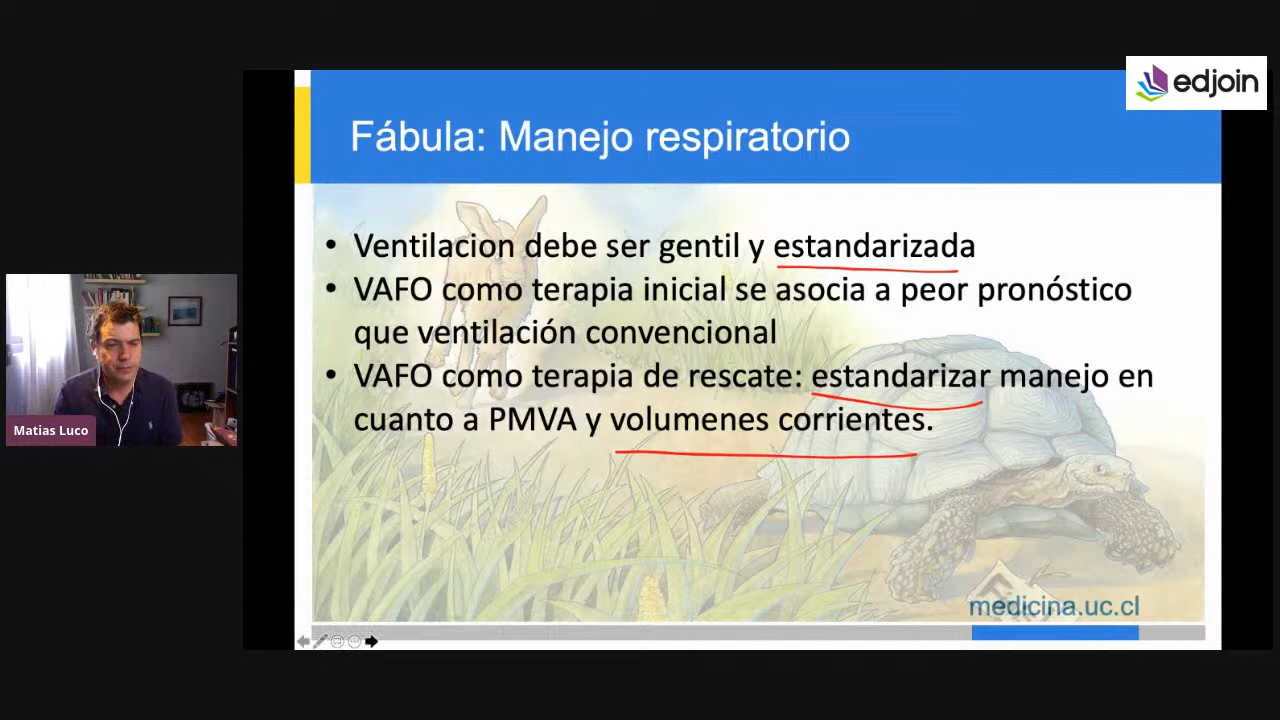 edjoin
Fábula: Manejo respiratorio
• Ventilacion debe ser gentil y estandarizada
• VAFO como terapia inicial se asocia a peor pronóstico
que ventilación convencional
• VAFO como terapia de rescate: estandarizar manejo en
cuanto a PMVA y volumenes corrientes.
Matias Luco
medicina.uc.cl